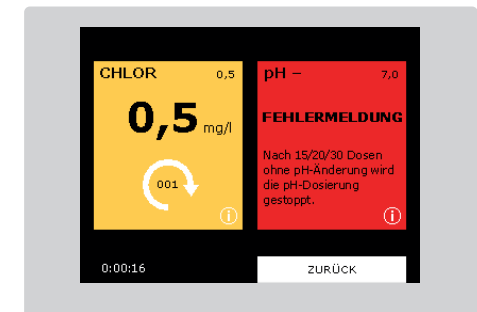 CHLOR 0,5
0,5 mg/l
001
i
pH – 7,0
FEHLERMELDUNG
Nach 15/20/30 Dosen
ohne pH-Änderung wird
die pH-Dosierung
gestoppt.
i
0:00:16
ZURÜCK